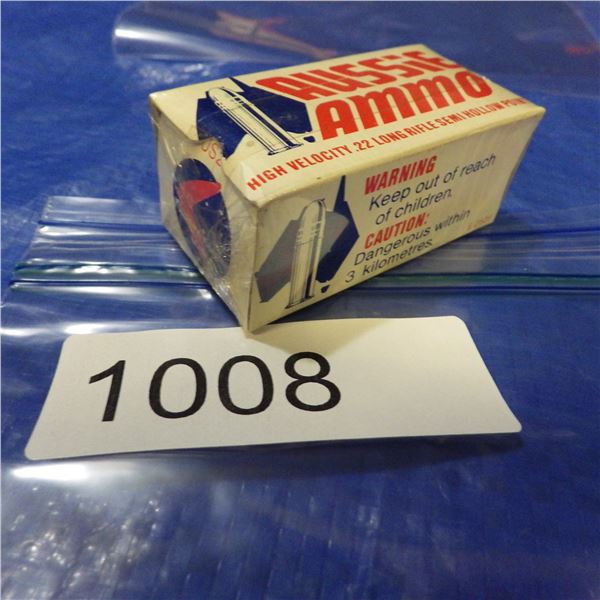 AUSSIE
AMMO
HIGH VELOCITY .22 LONG RIFLE SEMI HOLLOW POINT
WARNING
Keep out of reach
of children.
CAUTION:
Dangerous within
3 kilometres.
1008